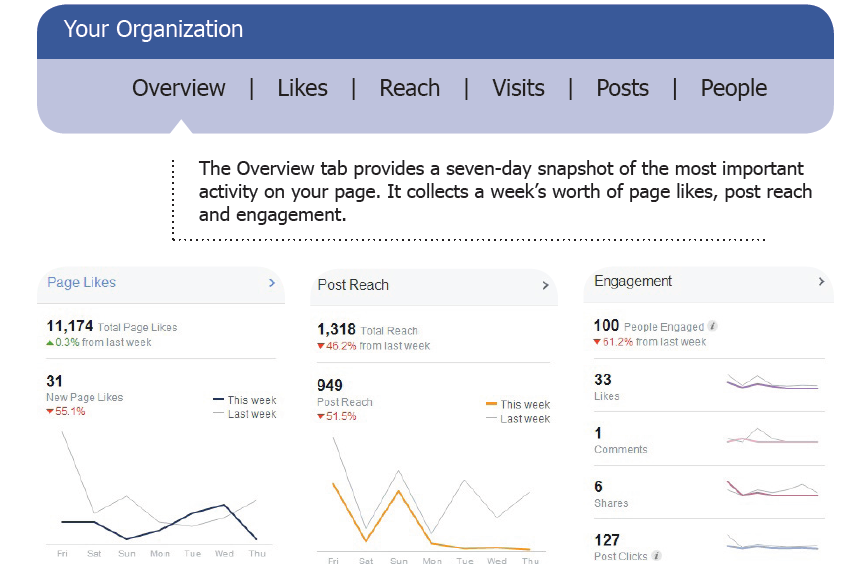 Your Organization
Overview | Likes | Reach | Visits | Posts | People
The Overview tab provides a seven-day snapshot of the most important
activity on your page. It collects a week’s worth of page likes, post reach
and engagement.
Page Likes >
11,174 Total Page Likes
▲0.3% from last week
31
New Page Likes
▼55.1%
This week
Last week
Fri Sat Sun Mon Tue Wed Thu
Post Reach >
1,318 Total Reach
▼46.2% from last week
949
Post Reach
▼51.5%
This week
Last week
Fri Sat Sun Mon Tue Wed Thu
Engagement >
100 People Engaged i
▼61.2% from last week
33
Likes
1
Comments
6
Shares
127
Post Clicks i